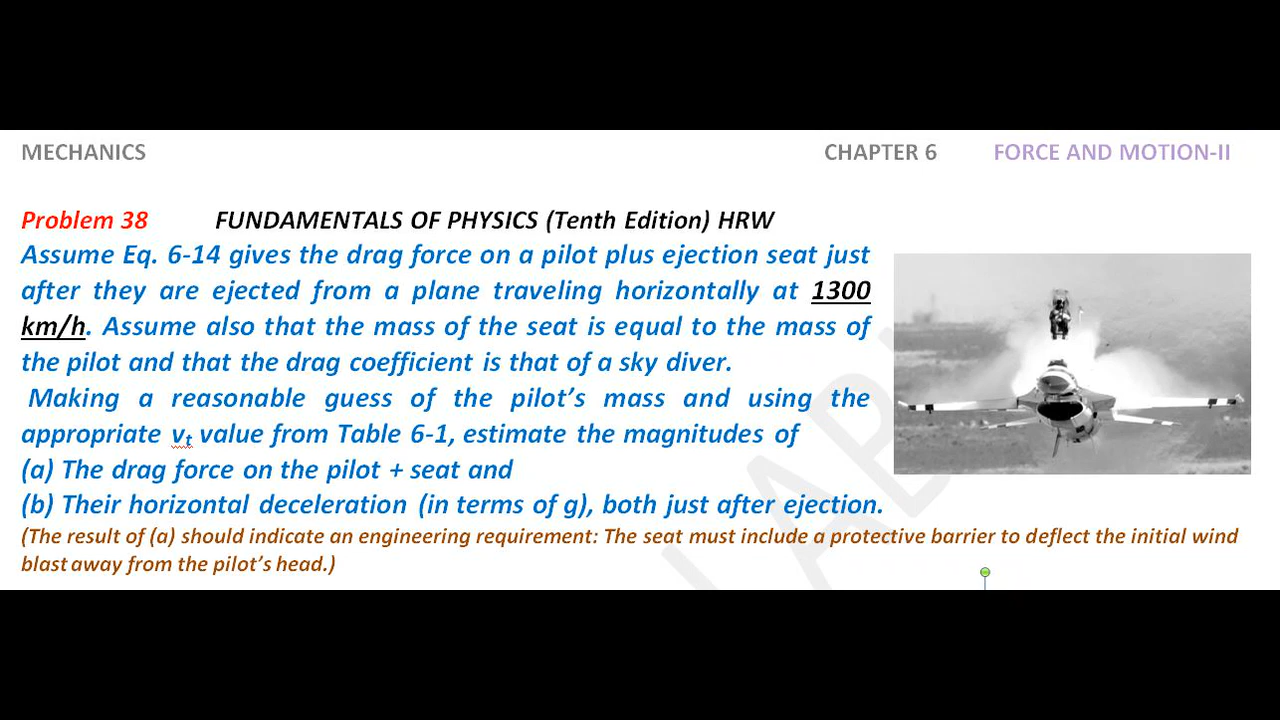 MECHANICS CHAPTER 6 FORCE AND MOTION-II
Problem 38 FUNDAMENTALS OF PHYSICS (Tenth Edition) HRW
Assume Eq. 6-14 gives the drag force on a pilot plus ejection seat just
after they are ejected from a plane traveling horizontally at 1300
km/h. Assume also that the mass of the seat is equal to the mass of
the pilot and that the drag coefficient is that of a sky diver.
Making a reasonable guess of the pilot’s mass and using the
appropriate vt value from Table 6-1, estimate the magnitudes of
(a) The drag force on the pilot + seat and
(b) Their horizontal deceleration (in terms of g), both just after ejection.
(The result of (a) should indicate an engineering requirement: The seat must include a protective barrier to deflect the initial wind
blast away from the pilot’s head.)